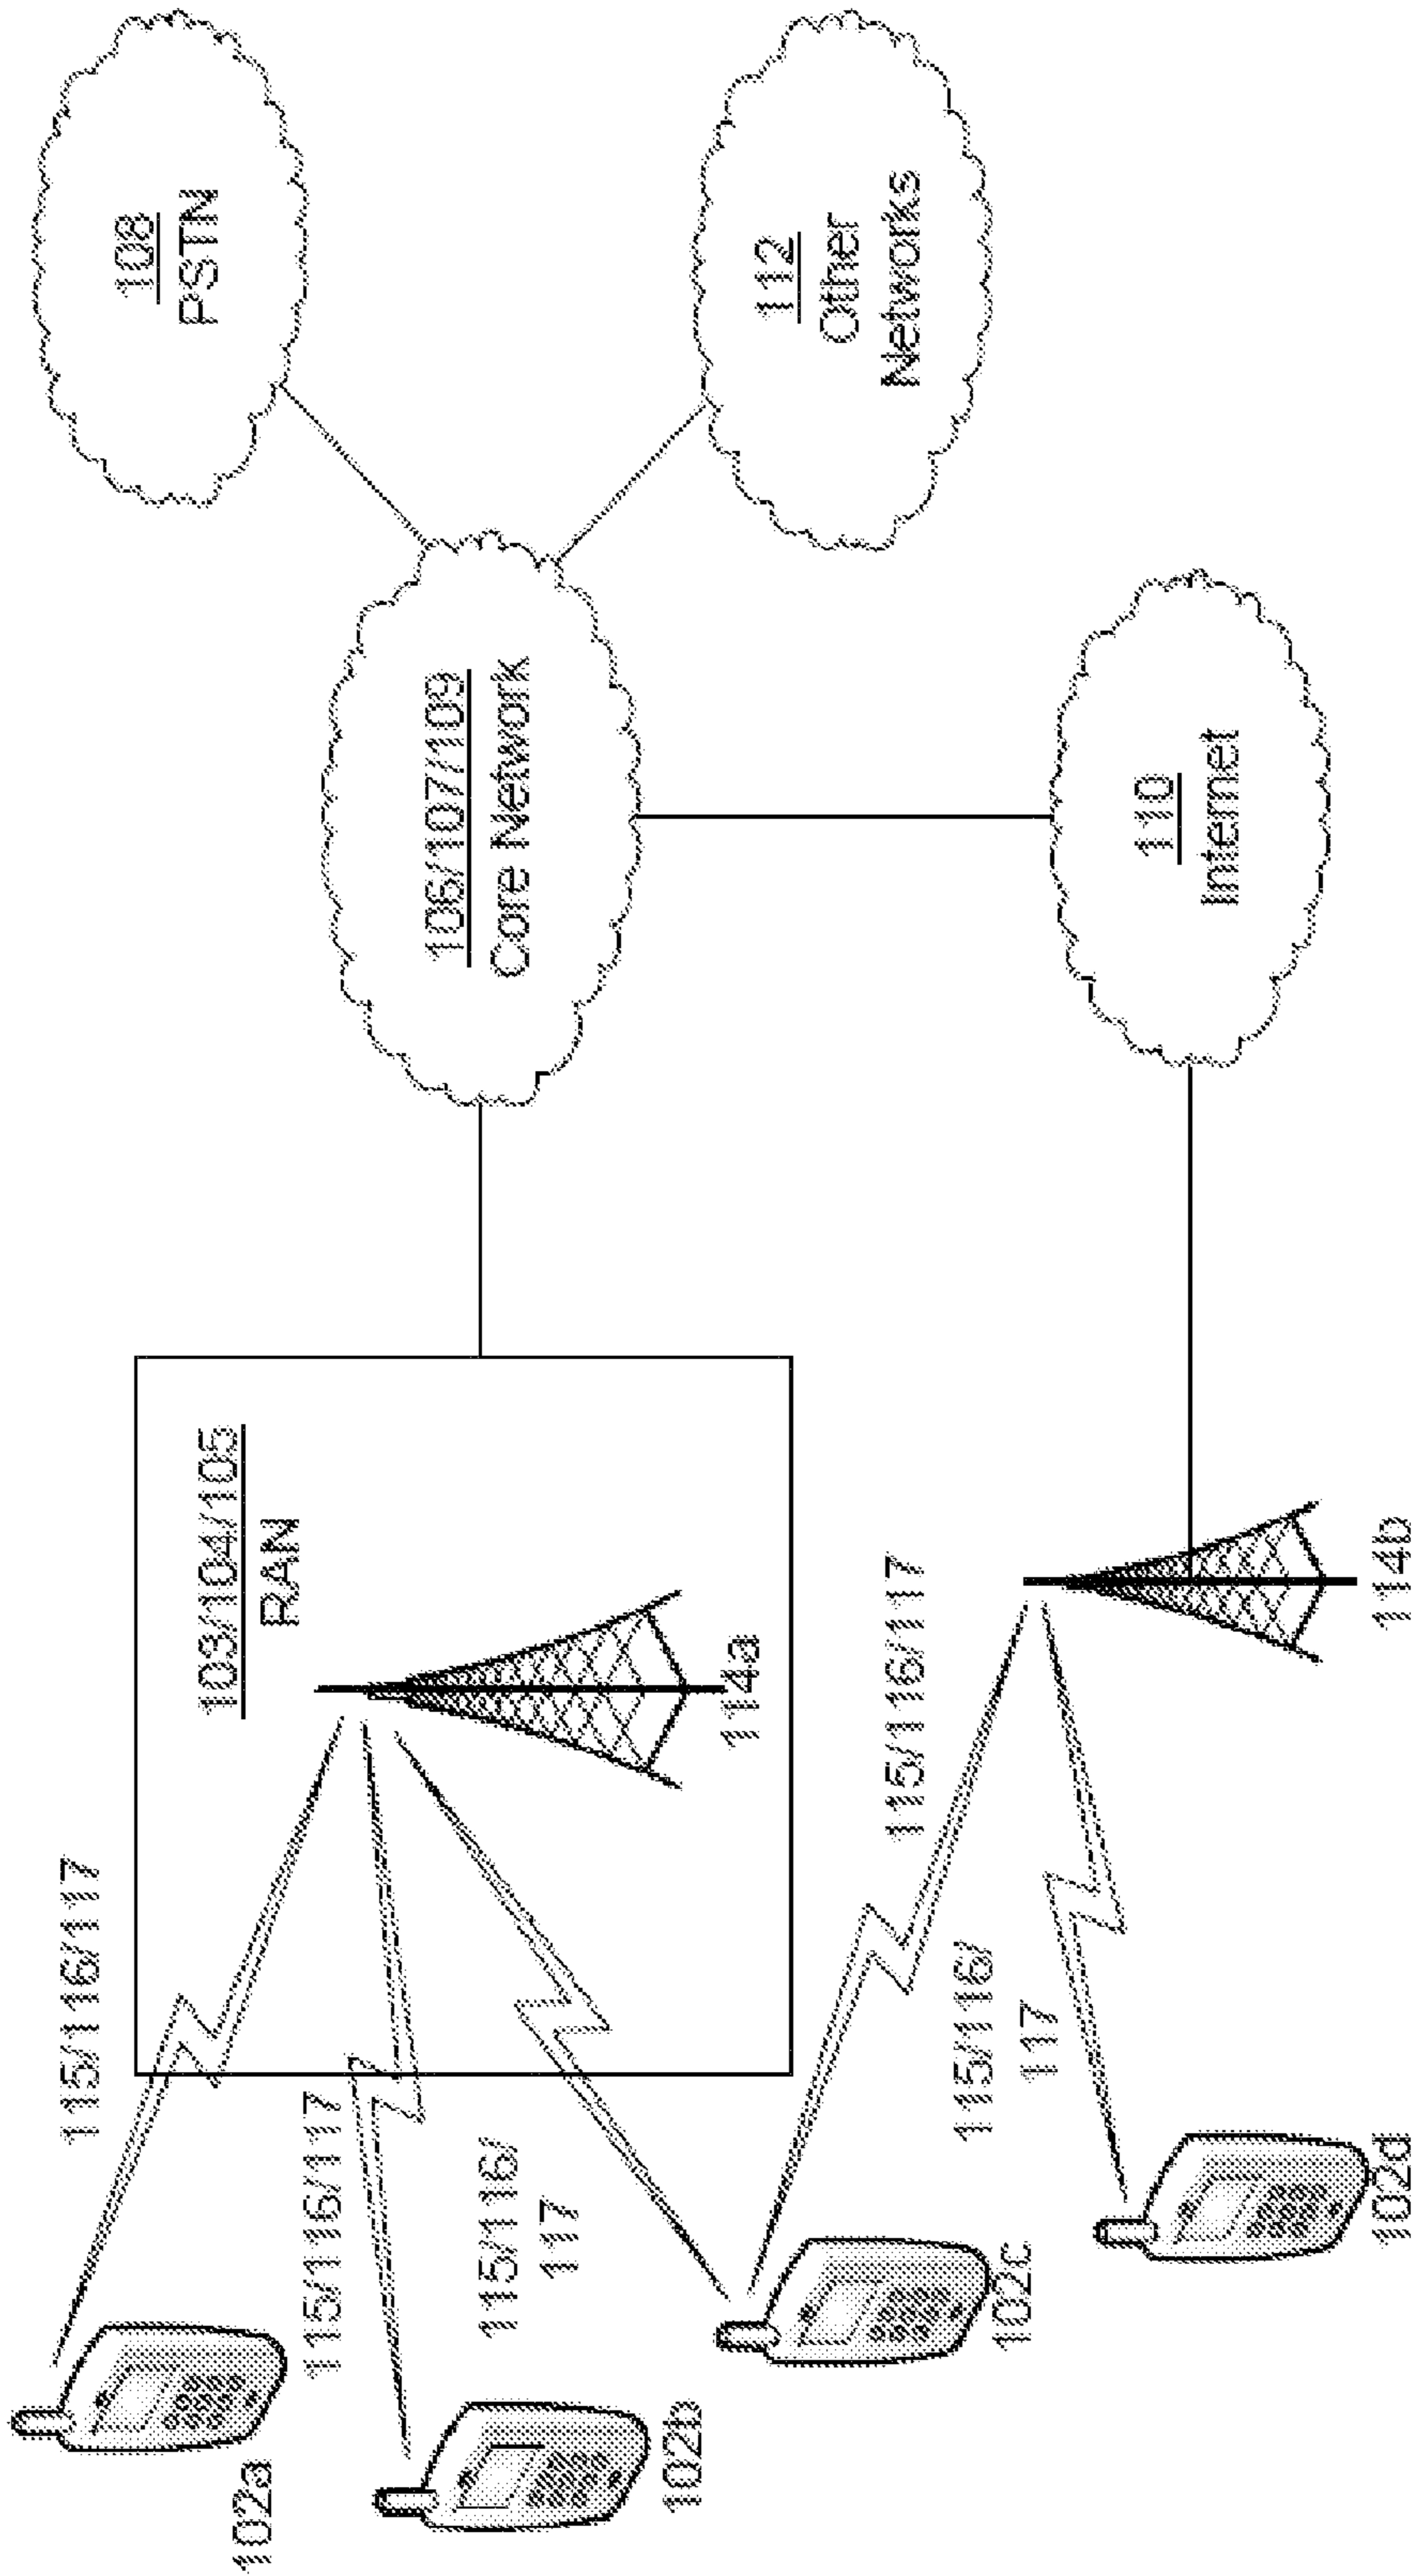 102a
115/116/117
103/104/105
RAN
102b
115/116/117
114a
106/107/109
Core Network
108
PSTN
115/116/
117
102c
115/116/117
112
Other
Networks
115/116/
117
102d
114b
110
Internet